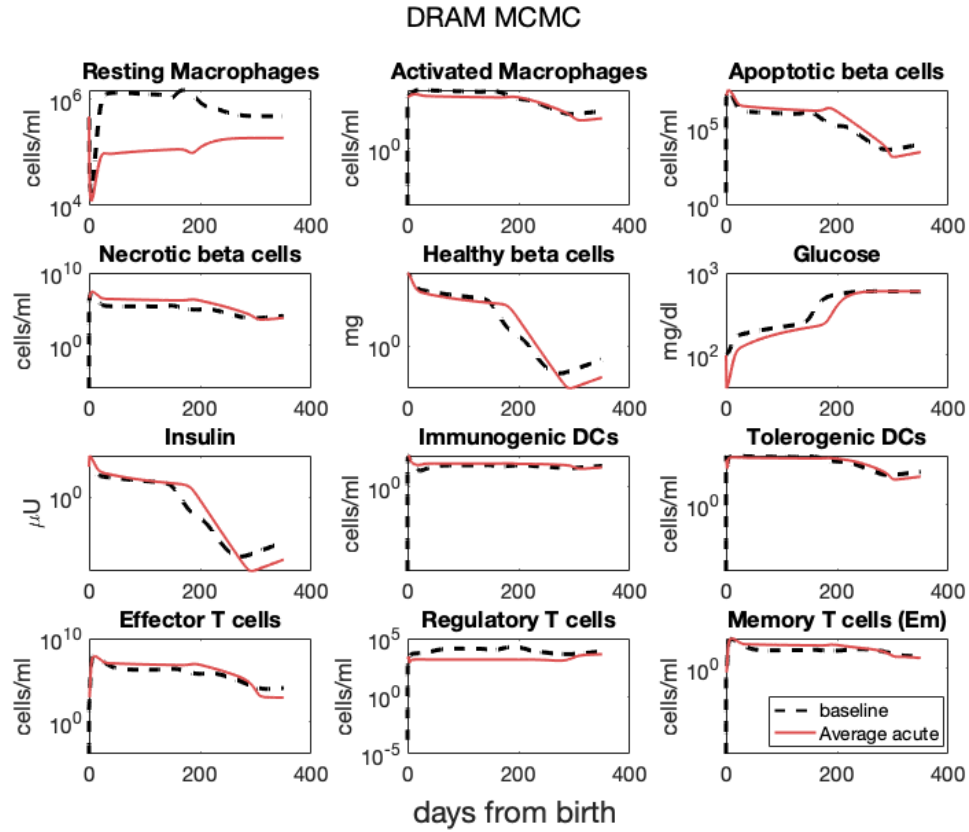 DRAM MCMC
Resting Macrophages
Activated Macrophages
Apoptotic beta cells
cells/ml
10^6
10^4
0 200 400
cells/ml
10^0
0 200 400
cells/ml
10^5
10^0
0 200 400
Necrotic beta cells
Healthy beta cells
Glucose
cells/ml
10^10
10^0
0 200 400
mg
10^0
0 200 400
mg/dl
10^3
10^2
0 200 400
Insulin
Immunogenic DCs
Tolerogenic DCs
μU
10^0
0 200 400
cells/ml
10^0
0 200 400
cells/ml
10^0
0 200 400
Effector T cells
Regulatory T cells
Memory T cells (Em)
cells/ml
10^10
10^0
0 200 400
cells/ml
10^5
10^0
10^-5
0 200 400
cells/ml
10^0
baseline
Average acute
0 200 400
days from birth